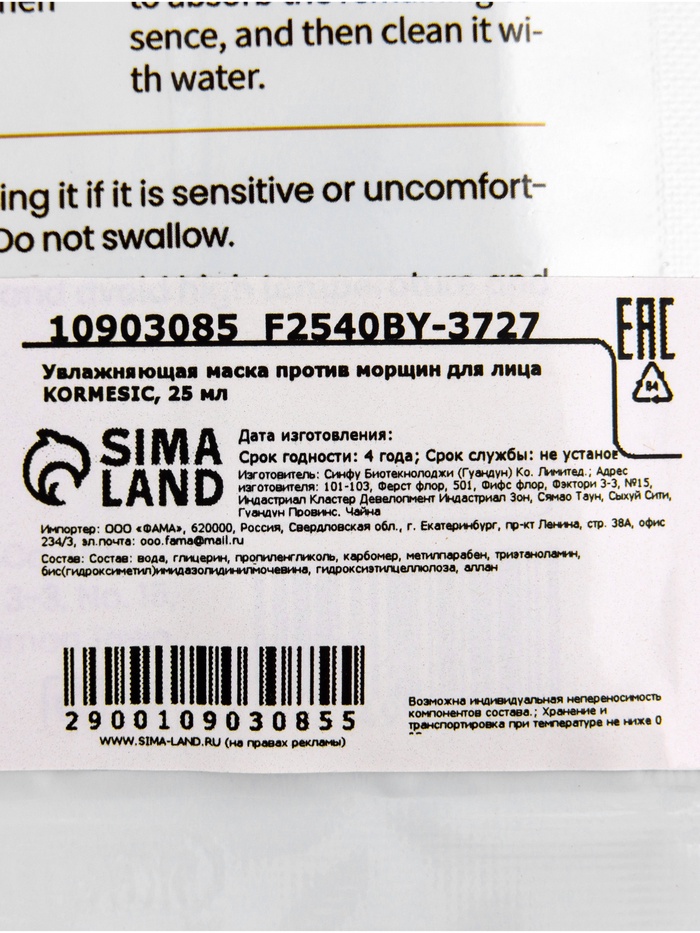 sence, and then clean it wi-
th water.
ing it if it is sensitive or uncomfort-
Do not swallow.
10903085 F2540BY-3727
EAC
Увлажняющая маска против морщин для лица
KORMESIC, 25 мл
84
SIMA
LAND
Дата изготовления:
Срок годности: 4 года; Срок службы: не установ
Изготовитель: Синфу Биотекнолоджи (Гуандун) Ко. Лимитед.; Адрес
изготовителя: 101-103, Ферст флор, 501, Фифс флор, Фэктори 3-3, №15,
Индастриал Кластер Девелопмент Индастриал Зон, Сямао Таун, Сыхуй Сити,
Гуандун Провинс. Чайна
Импортер: ООО «ФАМА», 620000, Россия, Свердловская обл., г. Екатеринбург, пр-кт Ленина, стр. 38А, офис
234/3, эл.почта: ooo.fama@mail.ru
Состав: Состав: вода, глицерин, пропиленгликоль, карбомер, метилпарабен, триэтаноламин,
бис(гидроксиметил)имидазолидинилмочевина, гидроксиэтилцеллюлоза, аллан
2900109030855
WWW.SIMA-LAND.RU (на правах рекламы)
Возможна индивидуальная непереносимость
компонентов состава.; Хранение и
транспортировка при температуре не ниже 0